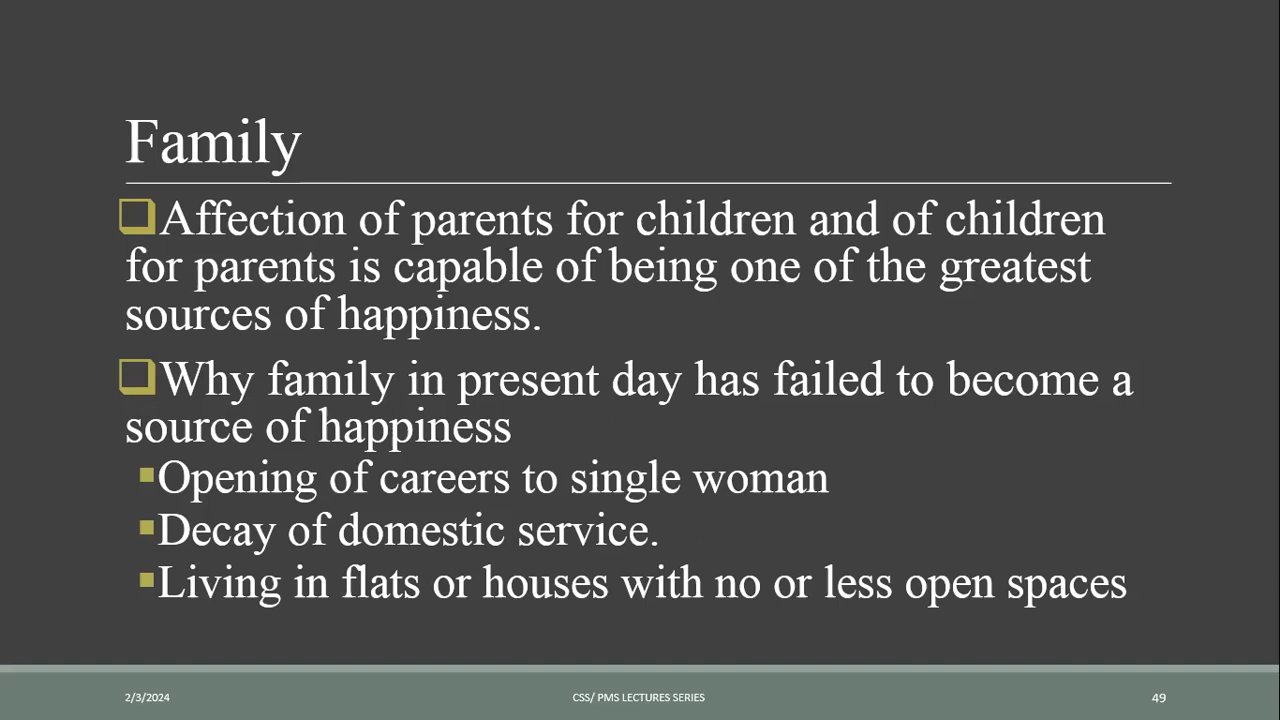 Family
❑Affection of parents for children and of children
for parents is capable of being one of the greatest
sources of happiness.
❑Why family in present day has failed to become a
source of happiness
▪Opening of careers to single woman
▪Decay of domestic service.
▪Living in flats or houses with no or less open spaces
2/3/2024
CSS/ PMS LECTURES SERIES
49